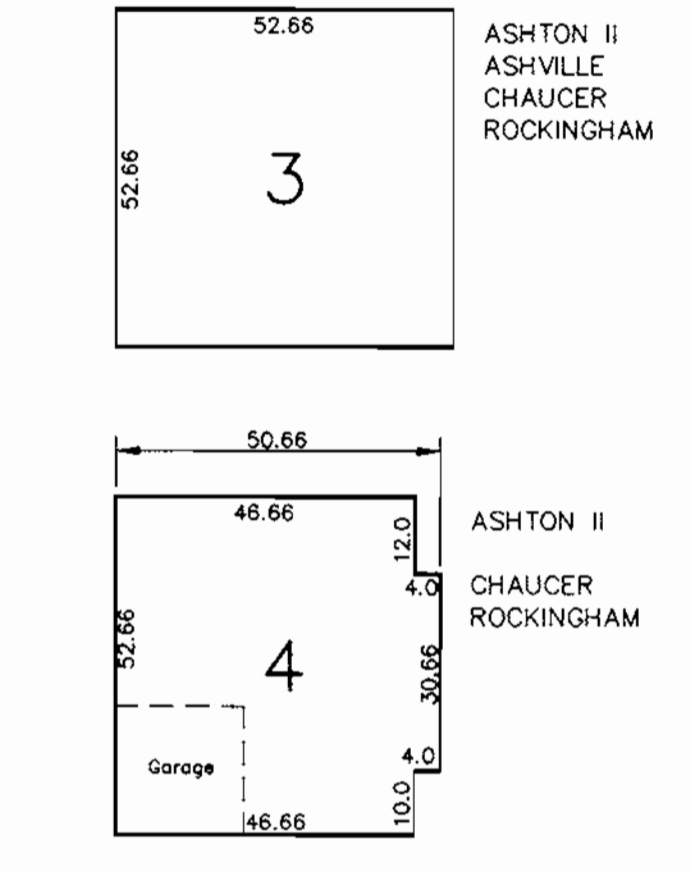 52.66
ASHTON II
ASHVILLE
CHAUCER
ROCKINGHAM
52.66
3
50.66
46.66
12.0
ASHTON II
4.0
CHAUCER
ROCKINGHAM
52.66
4
30.66
4.0
Garage
10.0
46.66